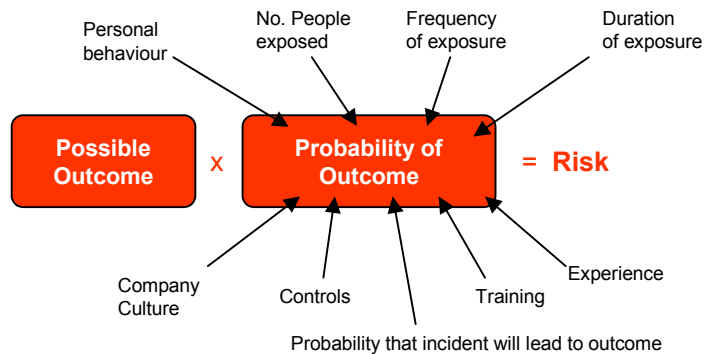 Personal
behaviour
No. People
exposed
Frequency
of exposure
Duration
of exposure
Possible
Outcome
x
Probability of
Outcome
= Risk
Company
Culture
Controls
Probability that incident will lead to outcome
Training
Experience